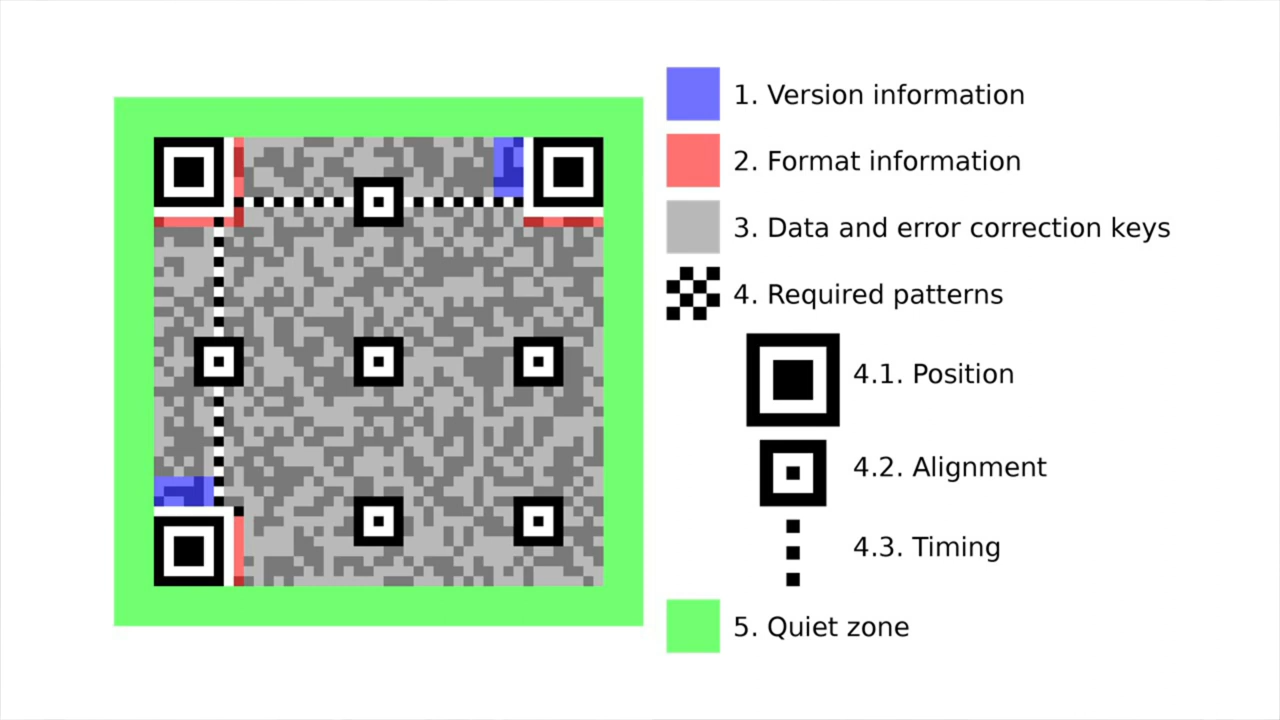 1. Version information
2. Format information
3. Data and error correction keys
4. Required patterns
4.1. Position
4.2. Alignment
4.3. Timing
5. Quiet zone